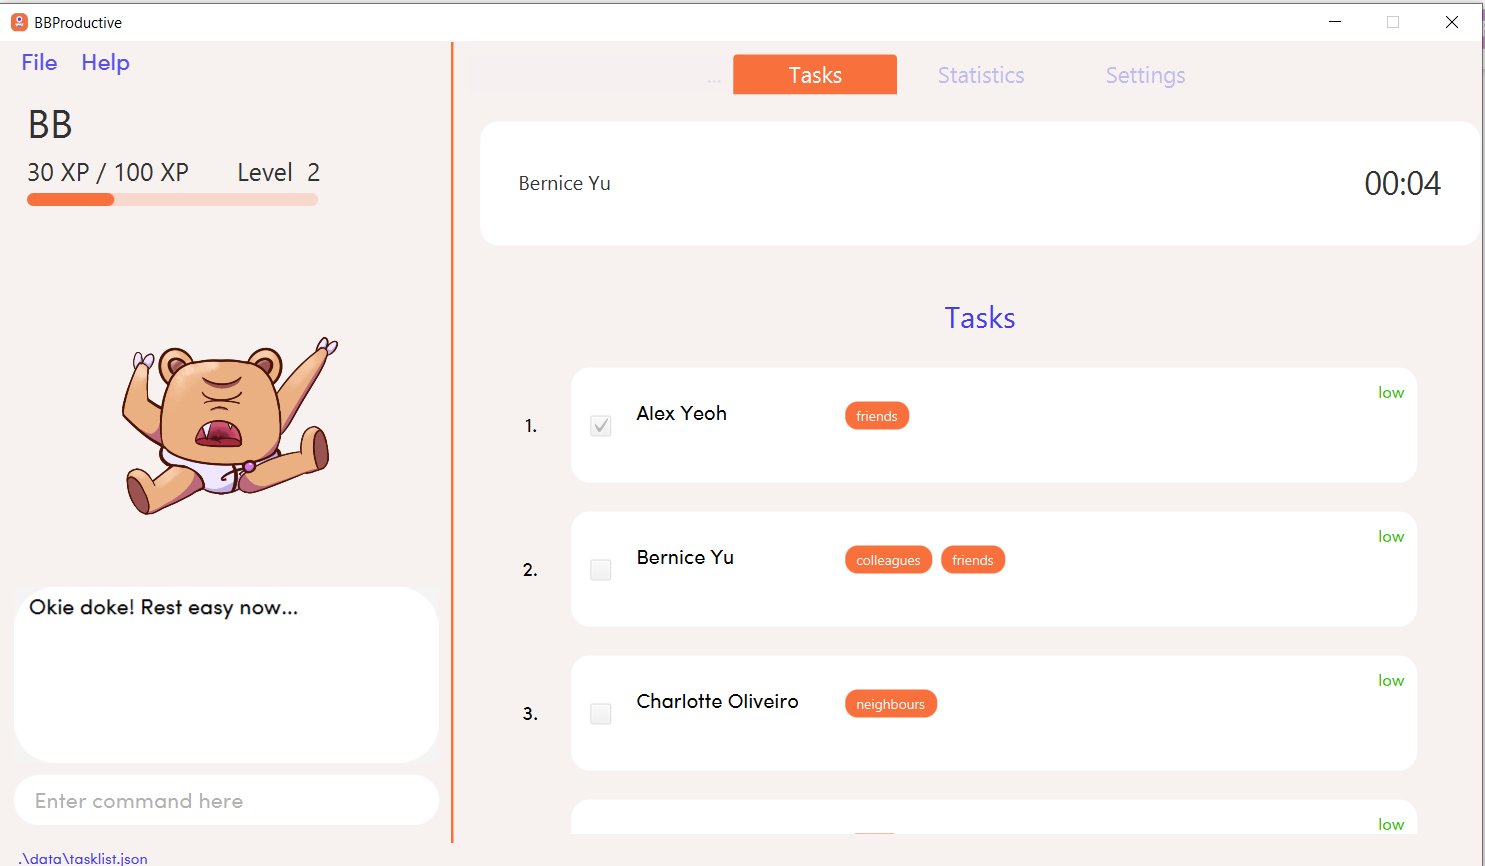 BBProductive
File Help
BB
30 XP / 100 XP Level 2
Okie doke! Rest easy now...
Enter command here
.\data\tasklist.json
... Tasks Statistics Settings
Bernice Yu 00:04
Tasks
1. Alex Yeoh friends low
2. Bernice Yu colleagues friends low
3. Charlotte Oliveiro neighbours low
low